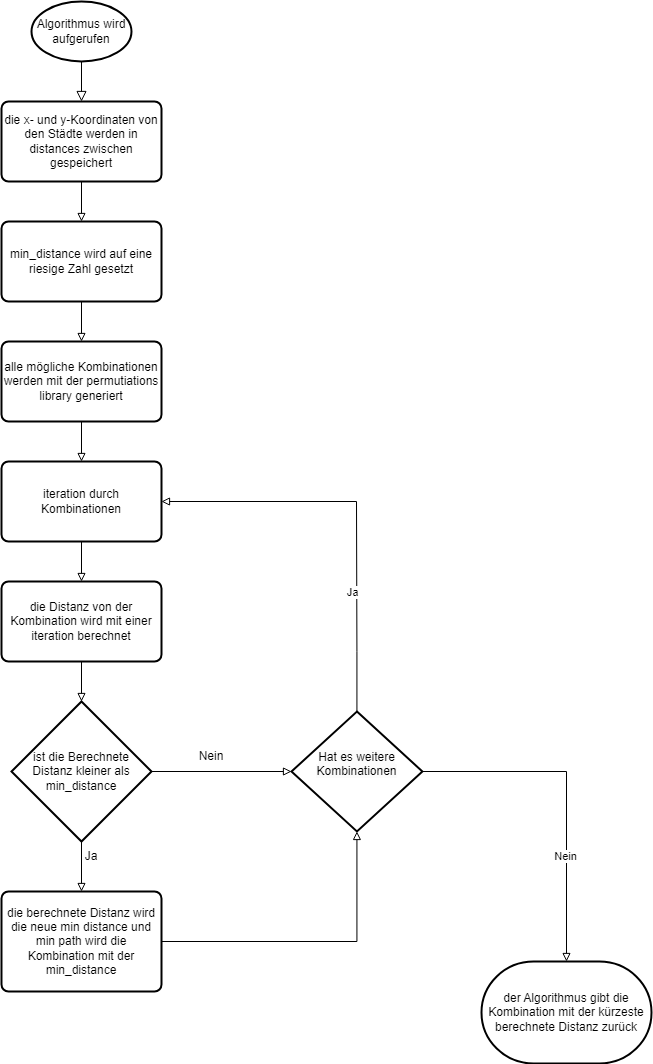 Algorithmus wird
aufgerufen
die x- und y-Koordinaten von
den Städte werden in
distances zwischen
gespeichert
min_distance wird auf eine
riesige Zahl gesetzt
alle mögliche Kombinationen
werden mit der permutiations
library generiert
iteration durch
Kombinationen
die Distanz von der
Kombination wird mit einer
iteration berechnet
Ja
ist die Berechnete
Distanz kleiner als
min_distance
Nein
Hat es weitere
Kombinationen
Ja
Nein
die berechnete Distanz wird
die neue min distance und
min path wird die
Kombination mit der
min_distance
der Algorithmus gibt die
Kombination mit der kürzeste
berechnete Distanz zurück